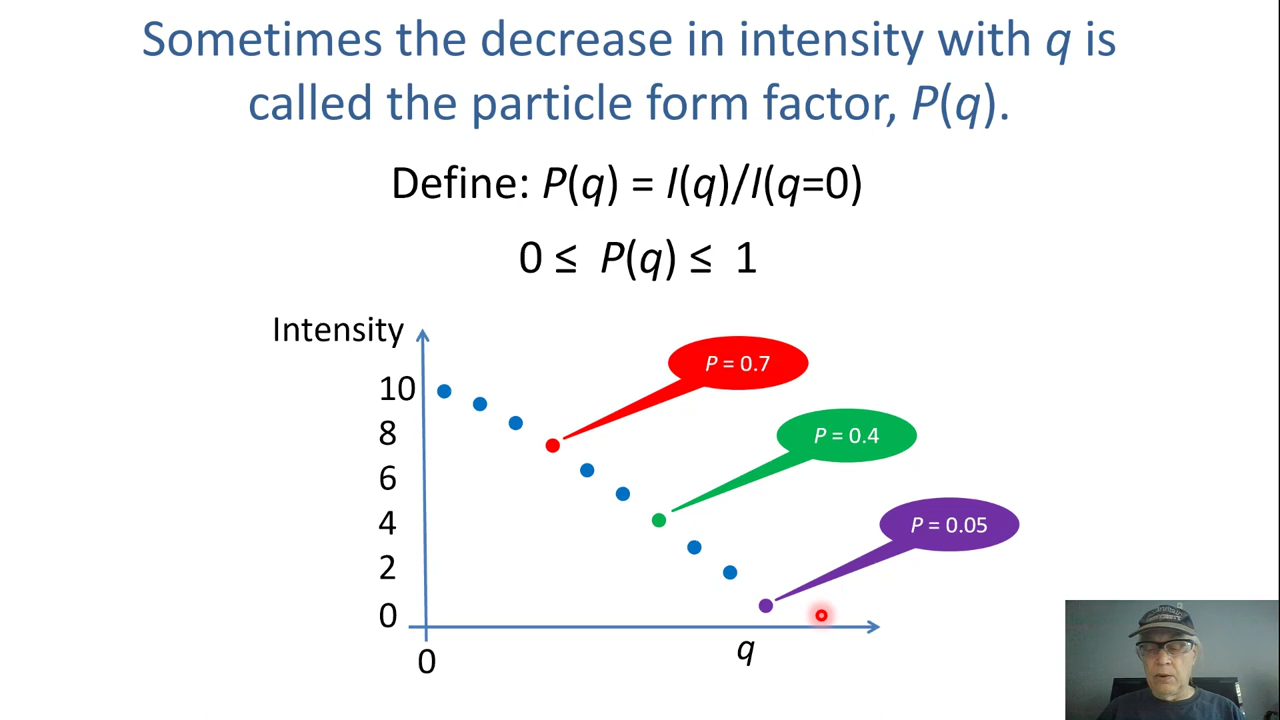 Sometimes the decrease in intensity with q is
called the particle form factor, P(q).
Define: P(q) = I(q)/I(q=0)
0 ≤ P(q) ≤ 1
Intensity
10
8
6
4
2
0
0
q
P = 0.7
P = 0.4
P = 0.05